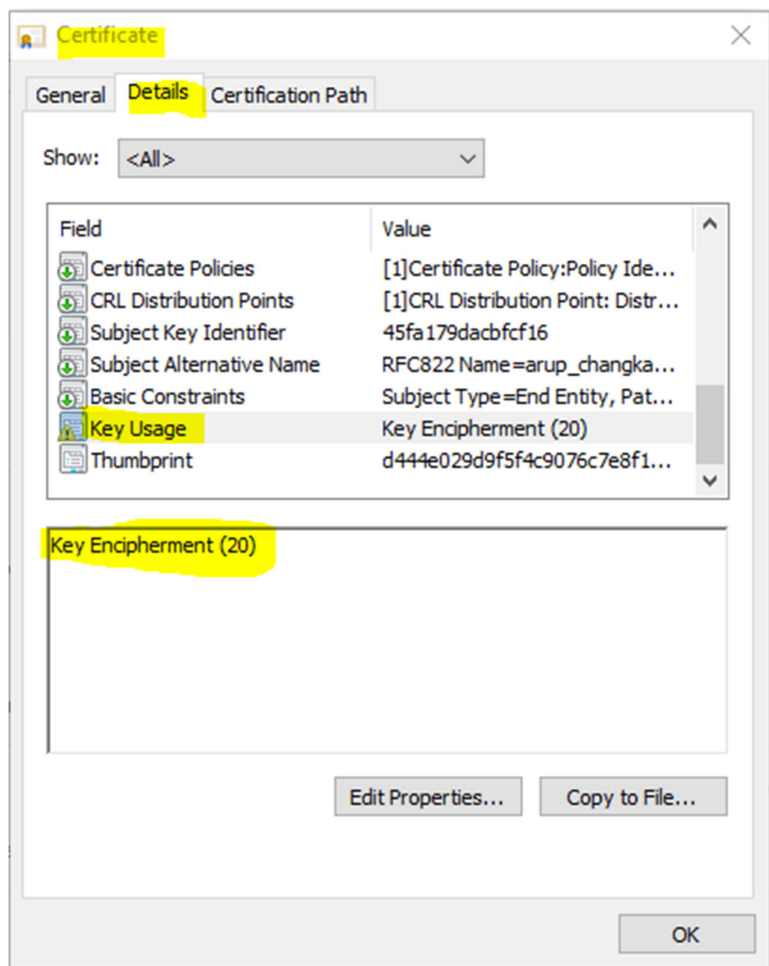 Certificate
General Details Certification Path
Show: <All>
Field Value
Certificate Policies [1]Certificate Policy:Policy Ide...
CRL Distribution Points [1]CRL Distribution Point: Distr...
Subject Key Identifier 45fa179dacbfcf16
Subject Alternative Name RFC822 Name=arup_changka...
Basic Constraints Subject Type=End Entity, Pat...
Key Usage Key Encipherment (20)
Thumbprint d444e029d9f5f4c9076c7e8f1...
Key Encipherment (20)
Edit Properties... Copy to File...
OK